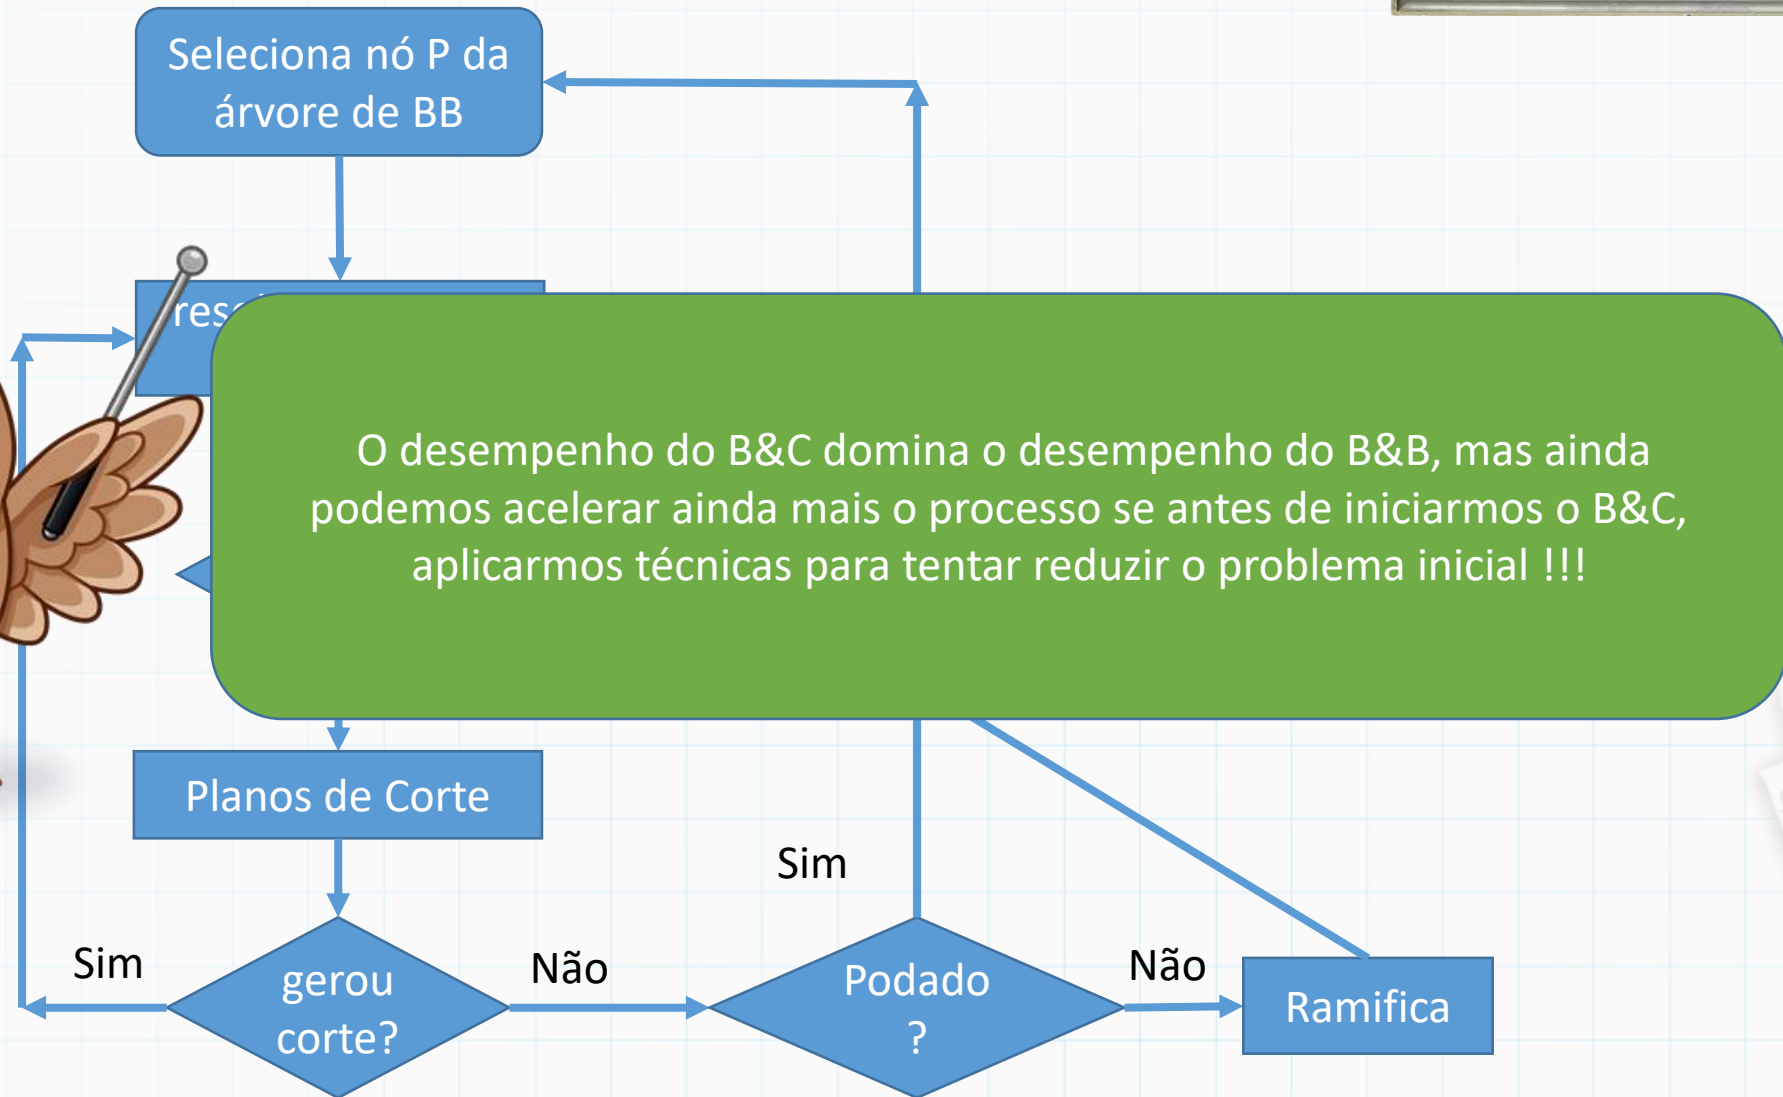 Seleciona nó P da
árvore de BB
O desempenho do B&C domina o desempenho do B&B, mas ainda
podemos acelerar ainda mais o processo se antes de iniciarmos o B&C,
aplicarmos técnicas para tentar reduzir o problema inicial !!!
Planos de Corte
Sim
Sim
gerou
corte?
Não
Podado
?
Não
Ramifica